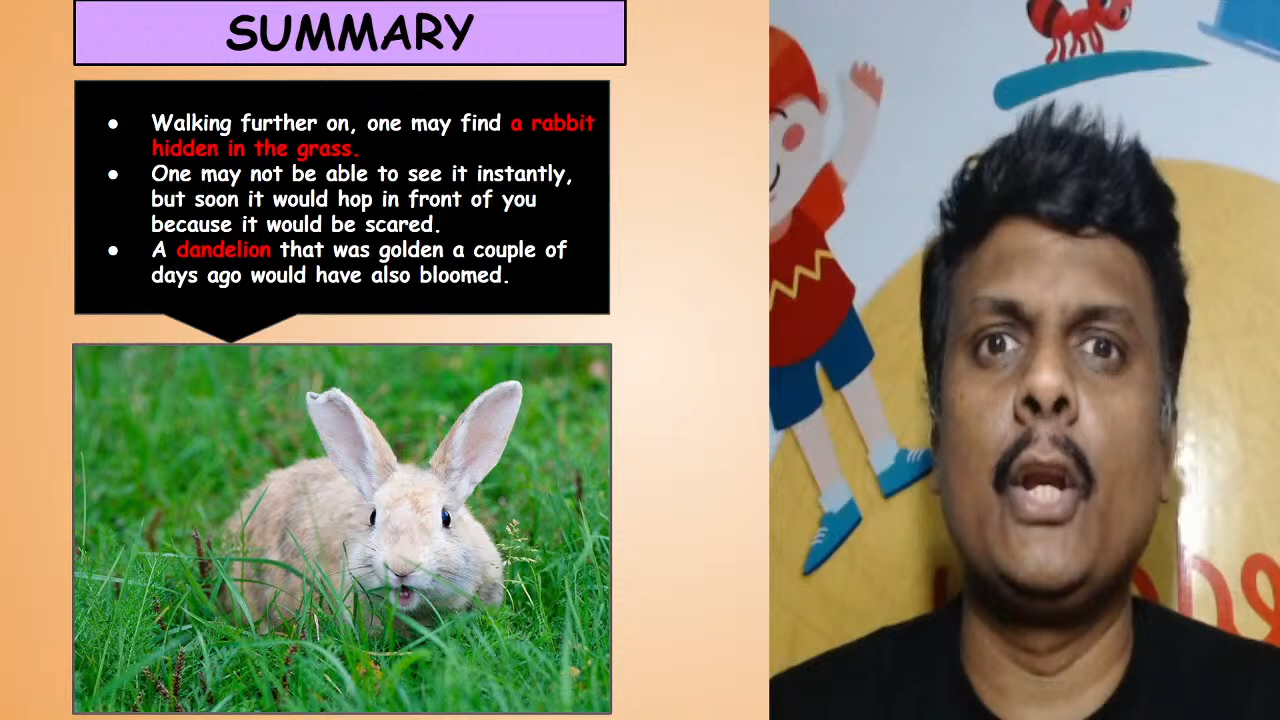 SUMMARY
● Walking further on, one may find a rabbit
hidden in the grass.
● One may not be able to see it instantly,
but soon it would hop in front of you
because it would be scared.
● A dandelion that was golden a couple of
days ago would have also bloomed.